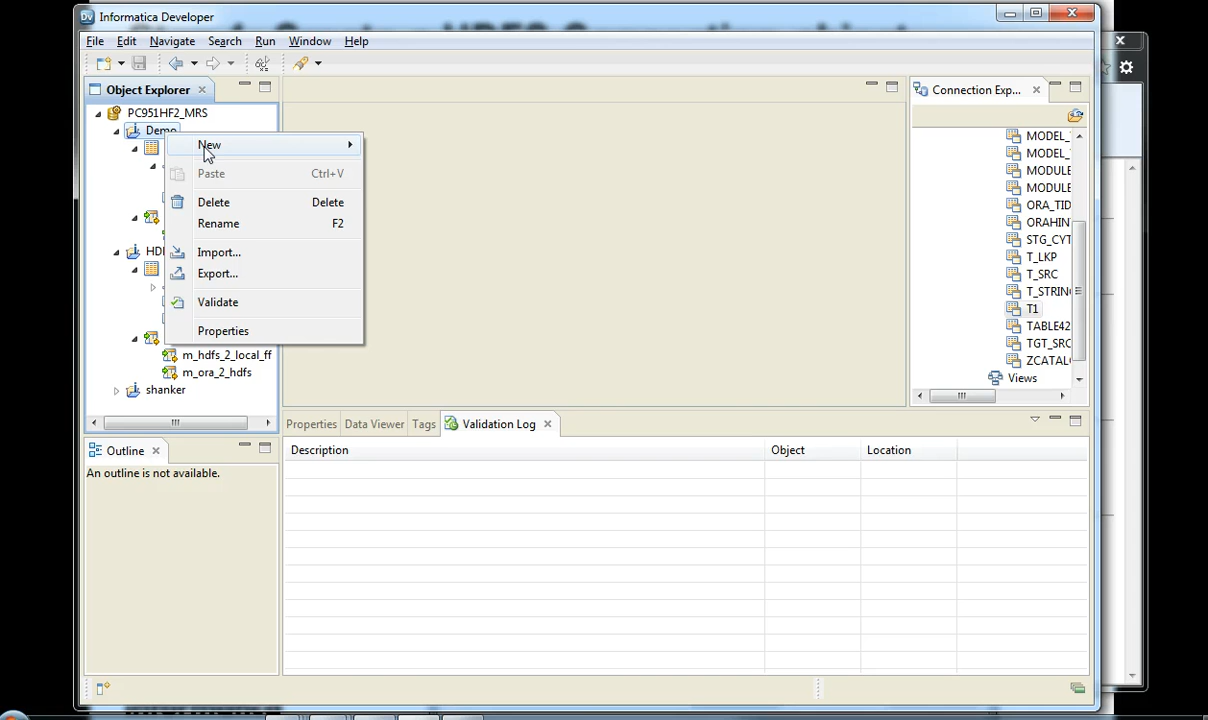 Informatica Developer
File Edit Navigate Search Run Window Help
Object Explorer
PC951HF2_MRS
Demo
HDF
m_hdfs_2_local_ff
m_ora_2_hdfs
shanker
New
Paste Ctrl+V
Delete Delete
Rename F2
Import...
Export...
Validate
Properties
Connection Exp...
MODEL_
MODEL_
MODULE
MODULE
ORA_TID
ORAHIN
STG_CYT
T_LKP
T_SRC
T_STRING
T1
TABLE42
TGT_SRC
ZCATAL
Views
Outline
An outline is not available.
Properties Data Viewer Tags Validation Log
Description Object Location